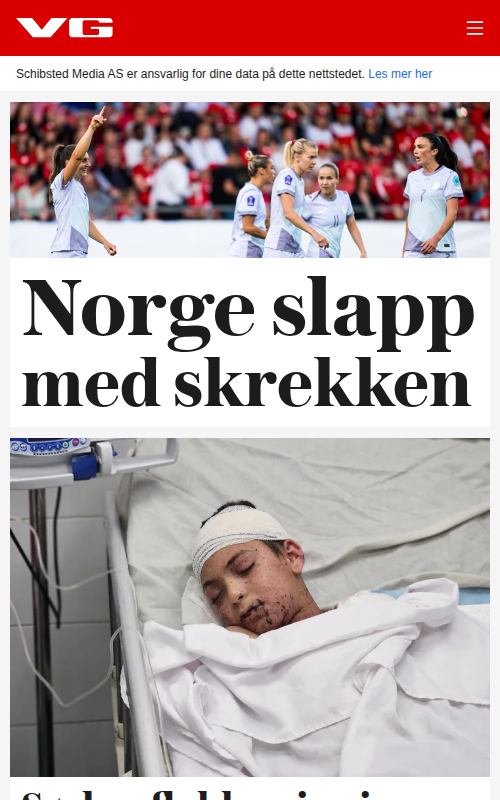 VG
Schibsted Media AS er ansvarlig for dine data på dette nettstedet. Les mer her
7
Norge slapp
med skrekken